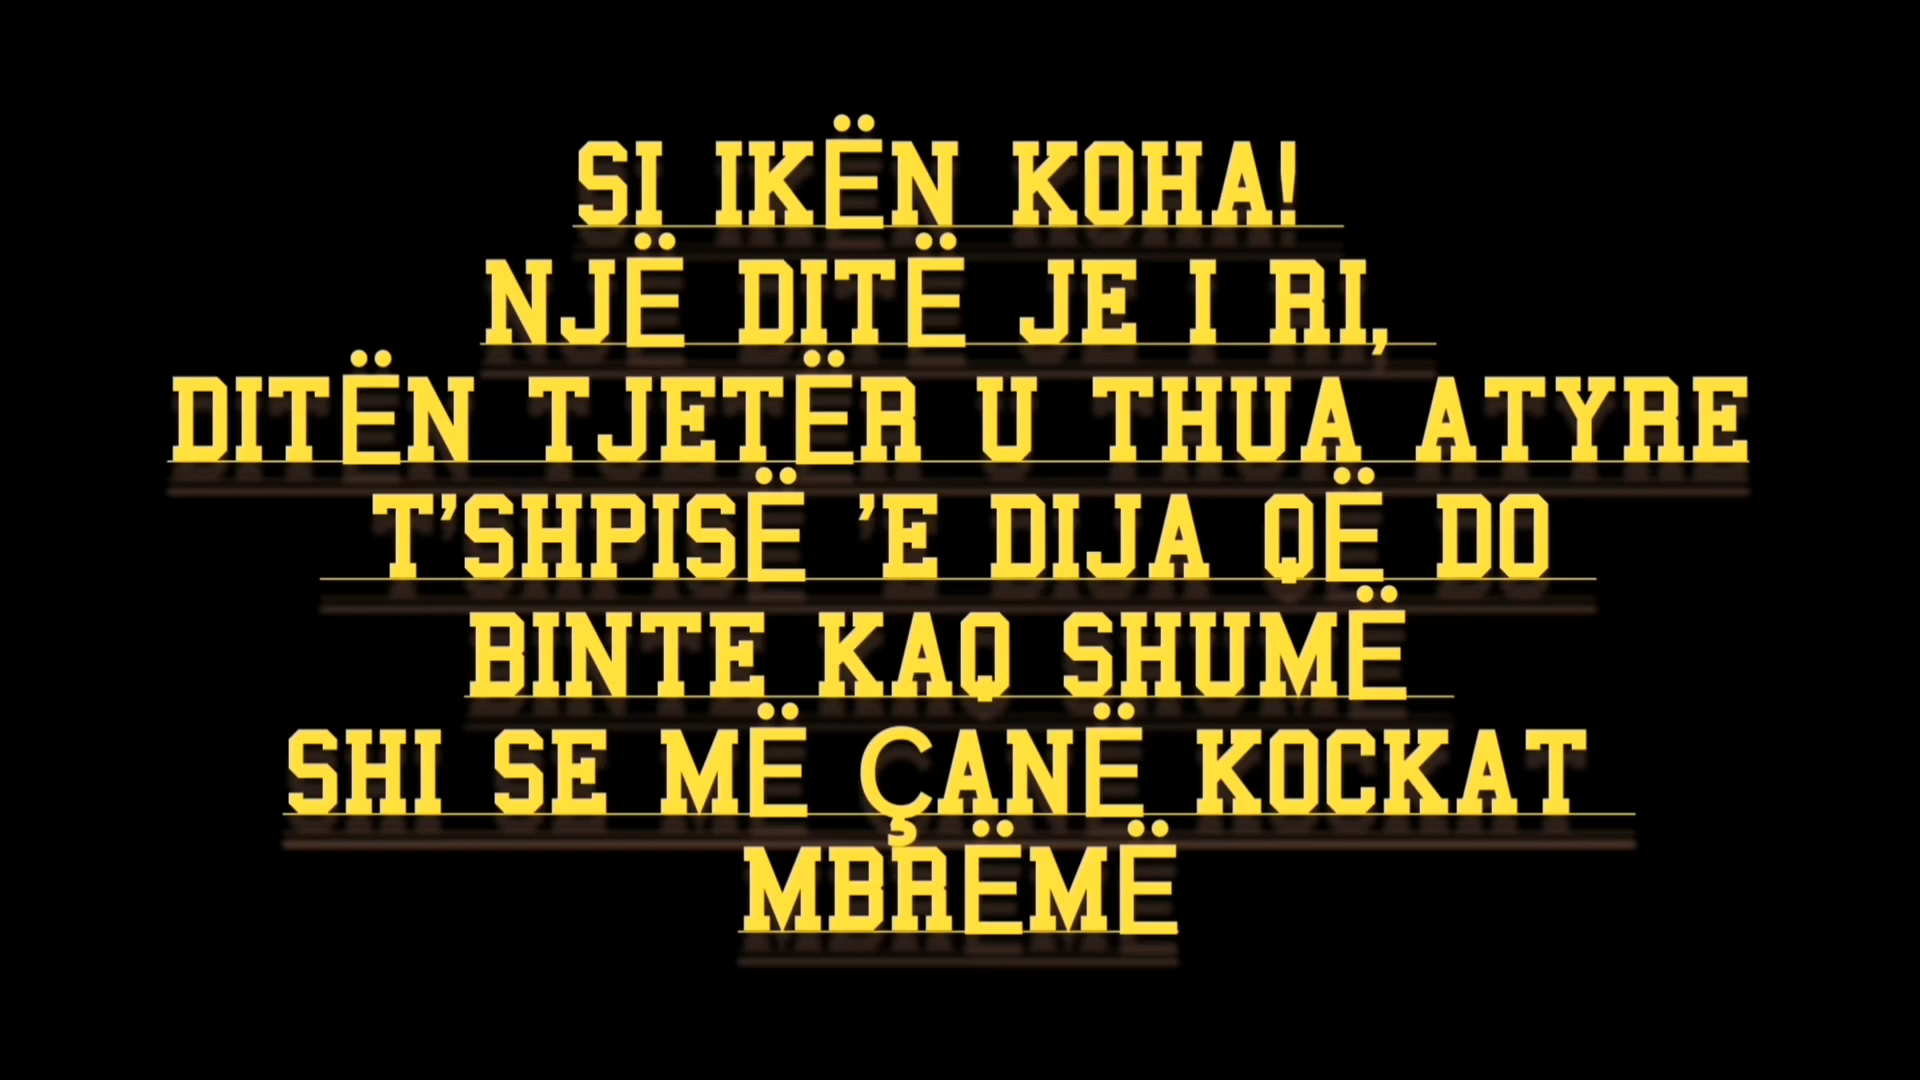 SI IKËN KOHA!
NJË DITË JE I RI,
DITËN TJETËR U THUA ATYRE
T’SHPISË ’E DIJA QË DO
BINTE KAQ SHUMË
SHI SE MË ÇANË KOCKAT
MBRËMË